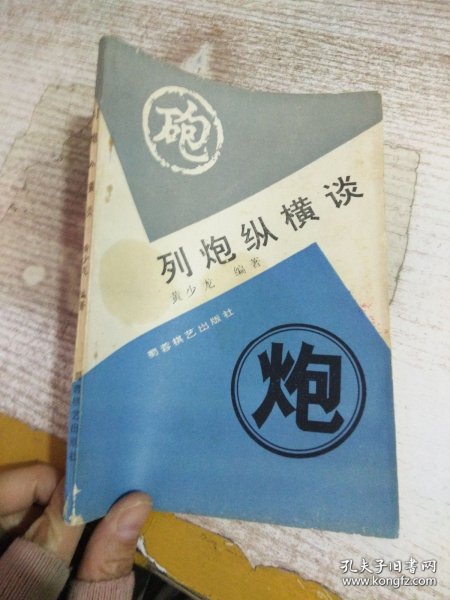 砲
列炮纵横谈
黄少龙 编著
蜀蓉棋艺出版社
炮
孔夫子旧书网
www.kongfz.com